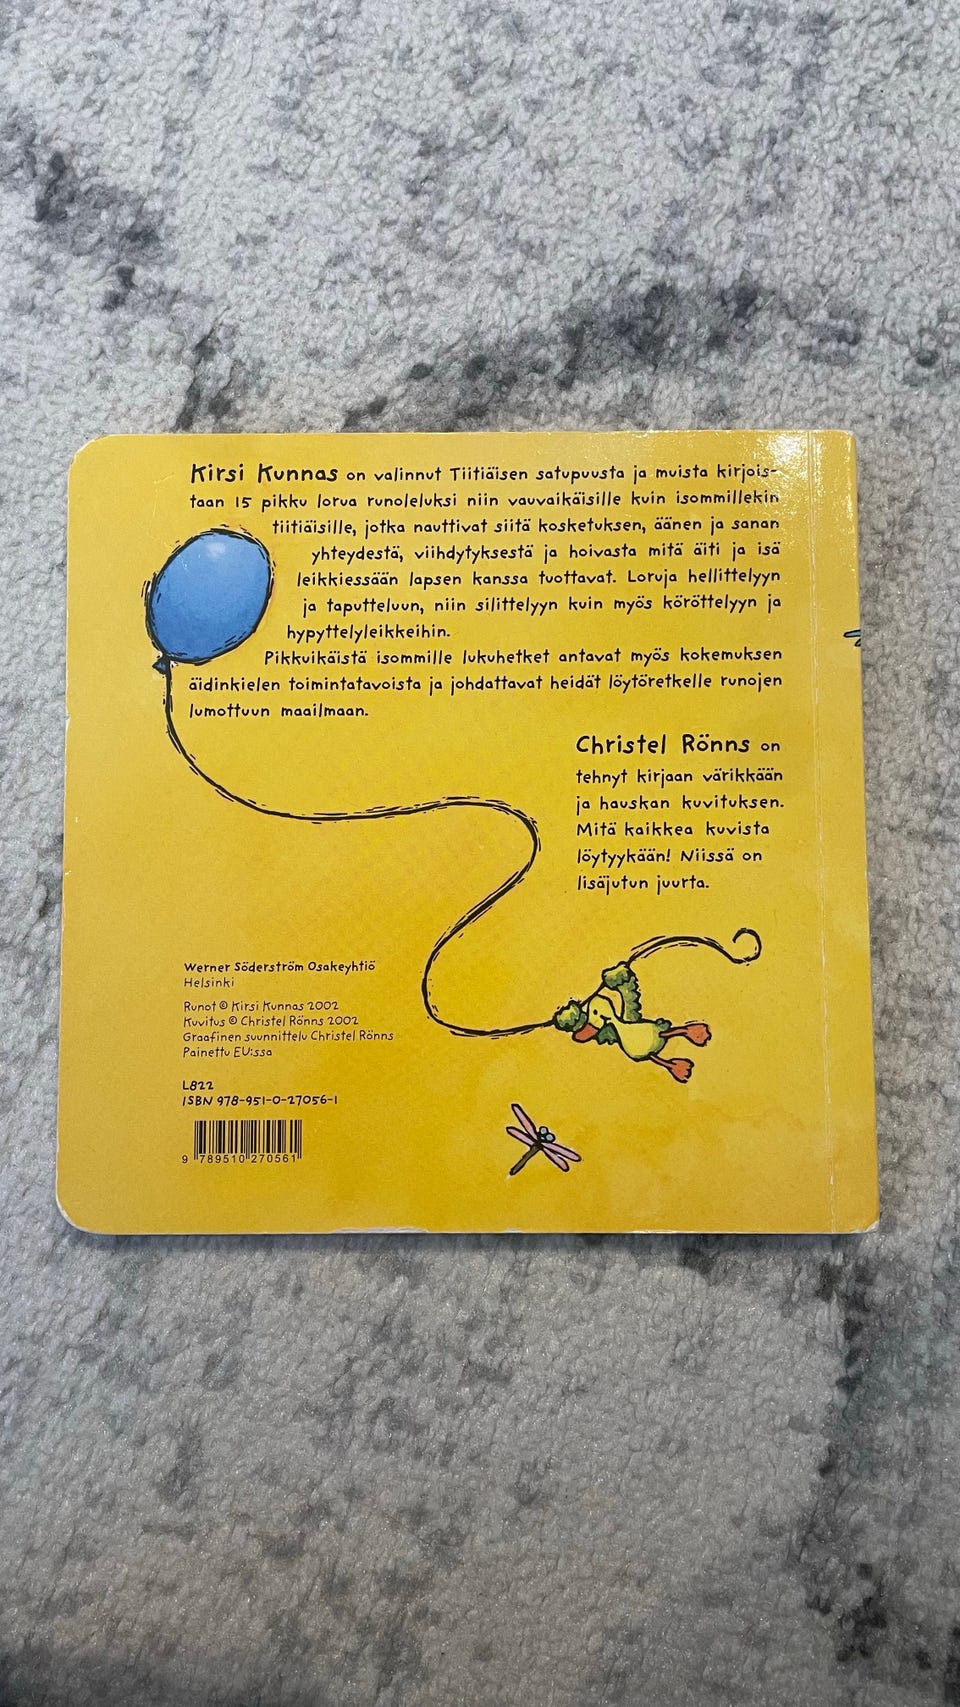 Kirsi Kunnas on valinnut Tiitiäisen satupuusta ja muista kirjois-
taan 15 pikku lorua runoleluksi niin vauvaikäisille kuin isommillekin
tiitiäisille, jotka nauttivat siitä kosketuksen, äänen ja sanan
yhteydestä, viihdytyksestä ja hoivasta mitä äiti ja isä
leikkiessään lapsen kanssa tuottavat. Loruja hellittelyyn
ja taputteluun, niin silittelyyn kuin myös köröttelyyn ja
hypyttelyleikkeihin.
Pikkuikäistä isommille lukuhetket antavat myös kokemuksen
äidinkielen toimintatavoista ja johdattavat heidät löytöretkelle runojen
lumottuun maailmaan.
Christel Rönns on
tehnyt kirjaan värikkään
ja hauskan kuvituksen.
Mitä kaikkea kuvista
löytyykään! Niissä on
lisäjutun juurta.
Werner Söderström Osakeyhtiö
Helsinki
Runot © Kirsi Kunnas 2002
Kuvitus © Christel Rönns 2002
Graafinen suunnittelu Christel Rönns
Painettu EU:ssa
L822
ISBN 978-951-0-27056-1
9 789510 270561